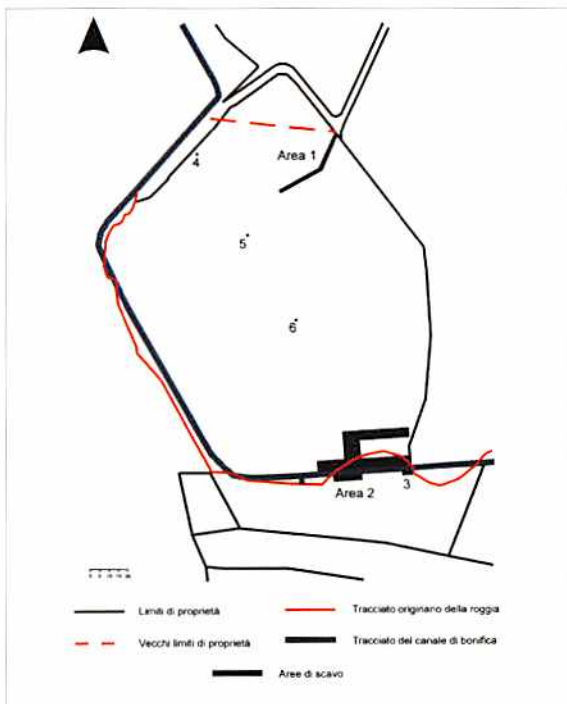 4
Area 1
5
6
Area 2
3
Limiti di proprietà
Tracciato originario della roggia
Vecchi limiti di proprietà
Tracciato del canale di bonifica
Aree di scavo